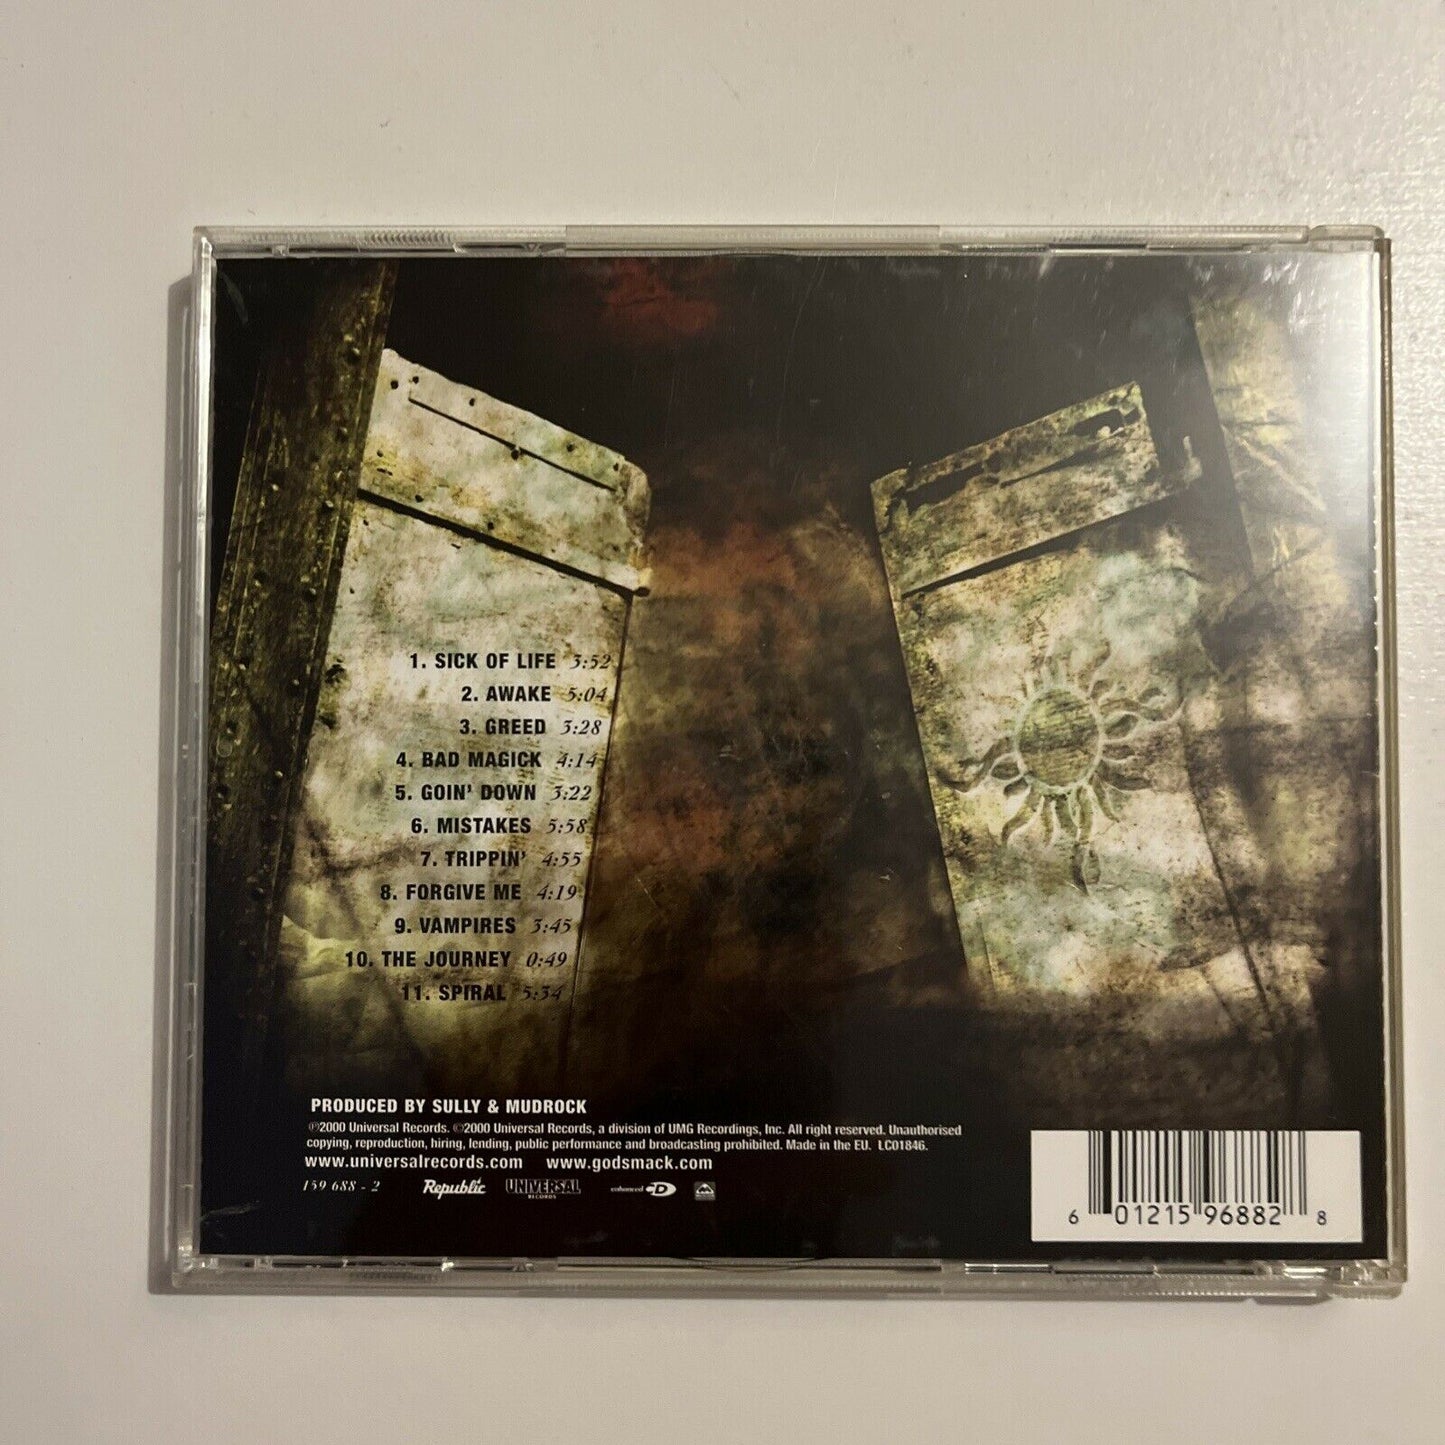 1. SICK OF LIFE 3:52
2. AWAKE 5:04
3. GREED 3:28
4. BAD MAGICK 4:14
5. GOIN' DOWN 3:22
6. MISTAKES 5:58
7. TRIPPIN' 4:55
8. FORGIVE ME 4:19
9. VAMPIRES 3:45
10. THE JOURNEY 0:49
11. SPIRAL 5:34
PRODUCED BY SULLY & MUDROCK
℗2000 Universal Records. ©2000 Universal Records, a division of UMG Recordings, Inc. All right reserved. Unauthorised
copying, reproduction, hiring, lending, public performance and broadcasting prohibited. Made in the EU. LC01846.
www.universalrecords.com www.godsmack.com
159 688 - 2 Republic UNIVERSAL RECORDS enhanced CD
6 01215 96882 8